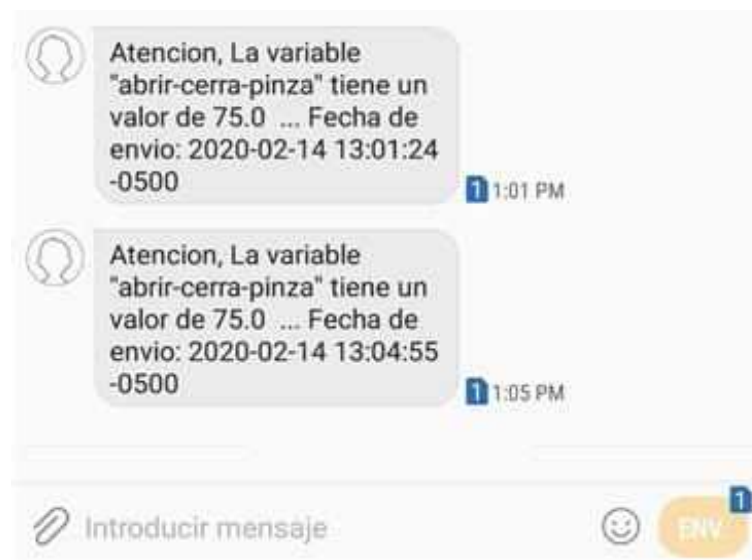 Atencion, La variable
"abrir-cerra-pinza" tiene un
valor de 75.0 ... Fecha de
envio: 2020-02-14 13:01:24
-0500
1 1:01 PM
Atencion, La variable
"abrir-cerra-pinza" tiene un
valor de 75.0 ... Fecha de
envio: 2020-02-14 13:04:55
-0500
1 1:05 PM
Introducir mensaje
ENV
1